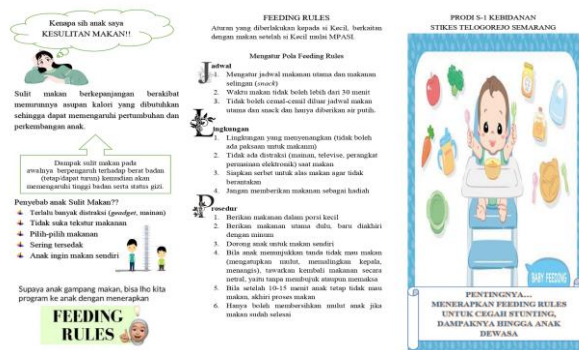 Kenapa sih anak saya
KESULITAN MAKAN!!
Sulit makan berkepanjangan berakibat
menurunnya asupan kalori yang dibutuhkan
sehingga dapat memengaruhi pertumbuhan dan
perkembangan anak.
Dampak sulit makan pada
awalnya berpengaruh terhadap berat badan
(tetap/dapat turun) kemudian akan
memengaruhi tinggi badan serta status gizi.
Penyebab anak Sulit Makan??
Terlalu banyak distraksi (geadget, mainan)
Tidak suka tekstur makanan
Pilih-pilih makanan
Sering tersedak
Anak ingin makan sendiri
Supaya anak gampang makan, bisa lho kita
program ke anak dengan menerapkan
FEEDING
RULES
FEEDING RULES
Aturan yang diberlakukan kepada si Kecil, berkaitan
dengan makan setelah si Kecil mulai MPASI.
Mengatur Pola Feeding Rules
Jadwal
1. Mengatur jadwal makanan utama dan makanan
selingan (snack)
2. Waktu makan tidak boleh lebih dari 30 menit
3. Tidak boleh cemal-cemil diluar jadwal makan
utama dan snack dan hanya diberikan air putih.
Lingkungan
1. Lingkungan yang menyenangkan (tidak boleh
ada paksaan untuk makanm)
2. Tidak ada distraksi (mainan, televise, perangkat
permainan elektronik) saat makan
3. Siapkan serbet untuk alas makan agar tidak
berantakan
4. Jangan memberikan makanan sebagai hadiah
Prosedur
1. Berikan makanan dalam porsi kecil
2. Berikan makanan utama dulu, baru diakhiri
dengan minum
3. Dorong anak untuk makan sendiri
4. Bila anak menunjukkan tanda tidak mau makan
(mengatupkan mulut, memalingkan kepala,
menangis), tawarkan kembali makanan secara
netral, yaitu tanpa membujuk ataupun memaksa
5. Bila setelah 10-15 menit anak tetap tidak mau
makan, akhiri proses makan
6. Hanya boleh membersihkan mulut anak jika
makan sudah selesai
PRODI S-1 KEBIDANAN
STIKES TELOGOREJO SEMARANG
BABY FEEDING
PENTINGNYA...
MENERAPKAN FEEDING RULES
UNTUK CEGAH STUNTING,
DAMPAKNYA HINGGA ANAK
DEWASA